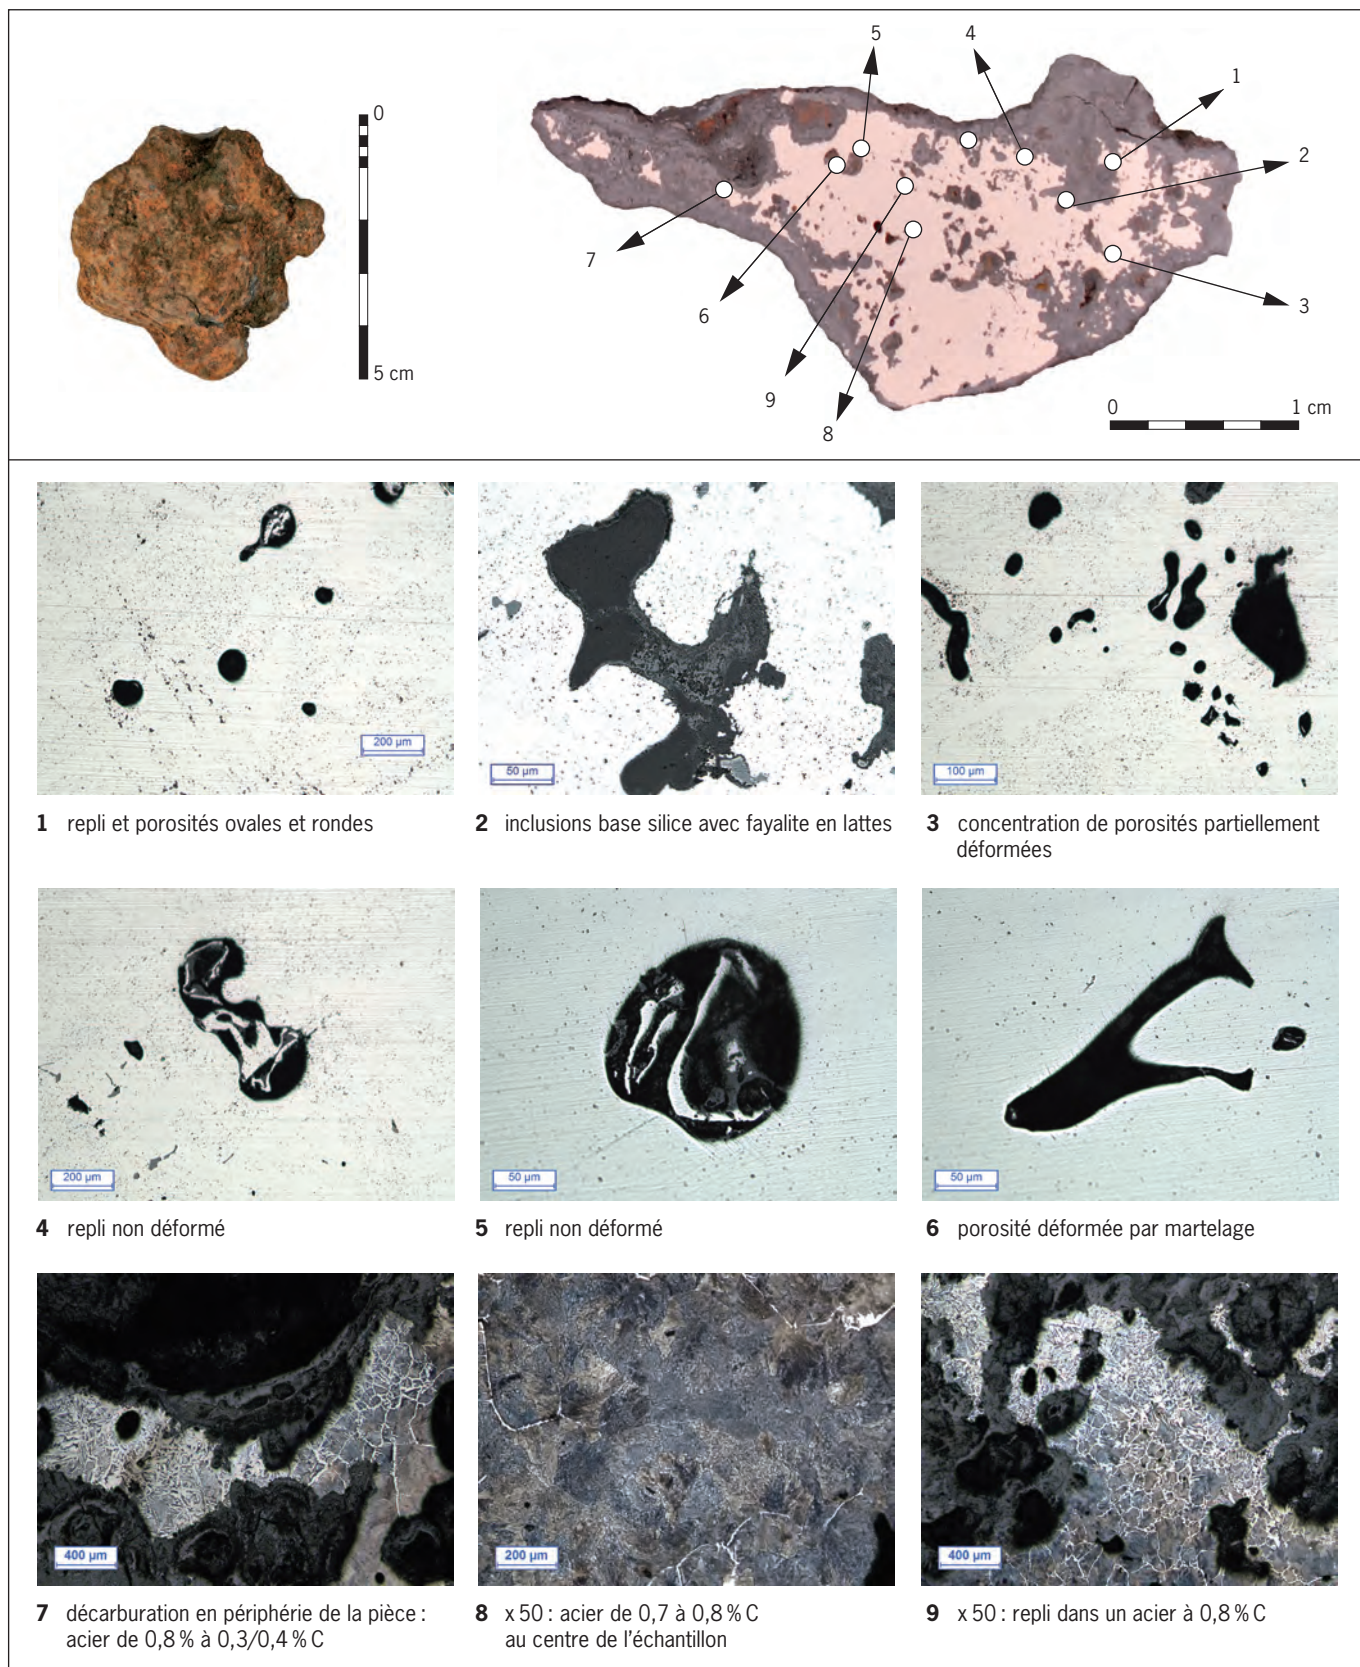 0
5 cm
5
4
1
2
3
7
6
9
8
0 1 cm
200 µm
50 µm
100 µm
1 repli et porosités ovales et rondes
2 inclusions base silice avec fayalite en lattes
3 concentration de porosités partiellement
déformées
200 µm
50 µm
50 µm
4 repli non déformé
5 repli non déformé
6 porosité déformée par martelage
400 µm
200 µm
400 µm
7 décarburation en périphérie de la pièce :
acier de 0,8 % à 0,3/0,4 % C
8 x 50 : acier de 0,7 à 0,8 % C
au centre de l'échantillon
9 x 50 : repli dans un acier à 0,8 % C